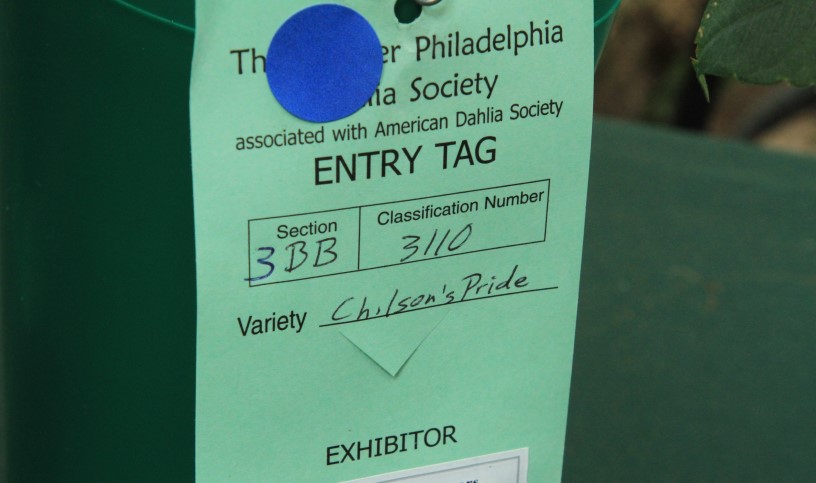 Th er Philadelphia
lia Society
associated with American Dahlia Society
ENTRY TAG
Section Classification Number
3BB 3110
Variety Chilson's Pride
EXHIBITOR